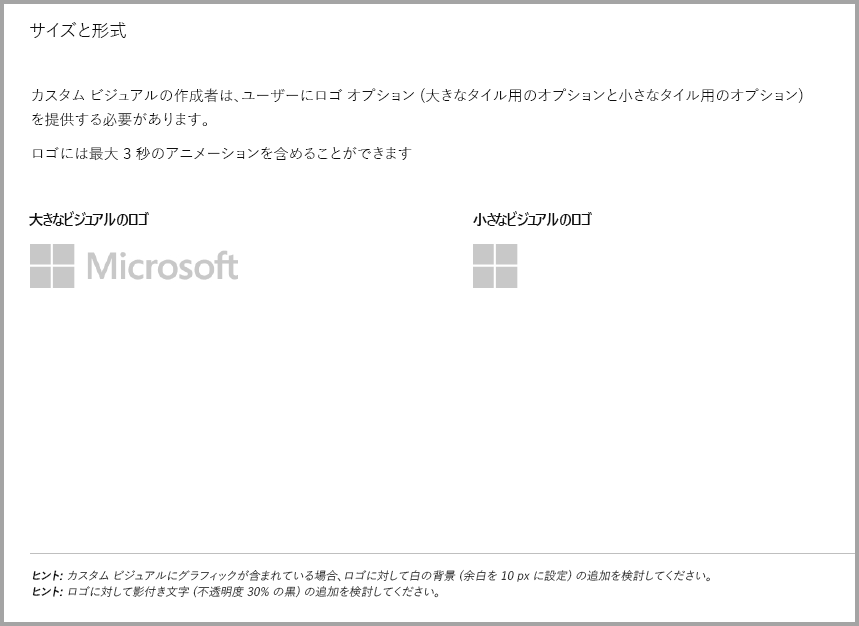 サイズと形式
カスタム ビジュアルの作成者は、ユーザーにロゴ オプション (大きなタイル用のオプションと小さなタイル用のオプション)
を提供する必要があります。
ロゴには最大 3 秒のアニメーションを含めることができます
大きなビジュアルのロゴ
小さなビジュアルのロゴ
Microsoft
ヒント: カスタム ビジュアルにグラフィックが含まれている場合、ロゴに対して白の背景 (余白を 10 px に設定) の追加を検討してください。
ヒント: ロゴに対して影付き文字 (不透明度 30% の黒) の追加を検討してください。